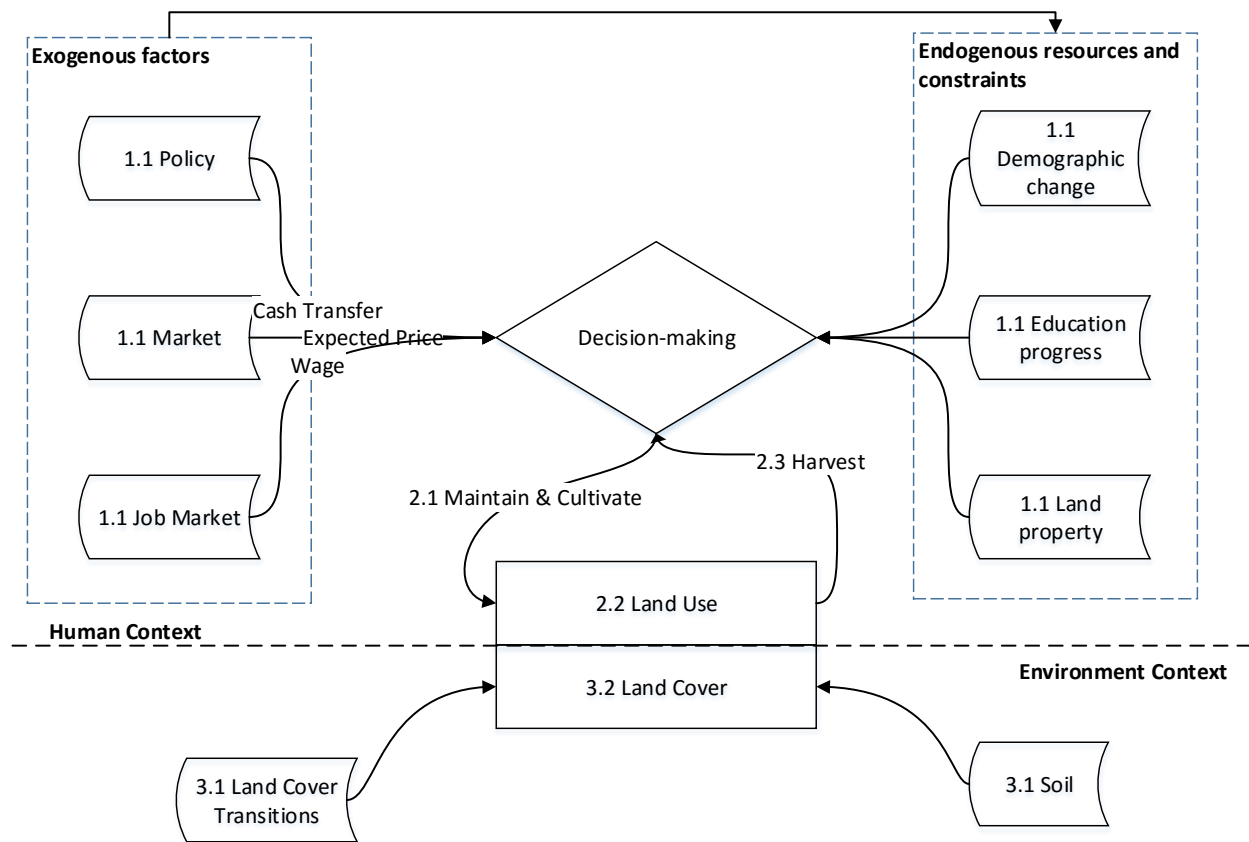 Exogenous factors
Endogenous resources and
constraints
1.1 Policy
1.1
Demographic
change
Cash Transfer
1.1 Market
Expected Price
Wage
Decision-making
1.1 Education
progress
2.3 Harvest
2.1 Maintain & Cultivate
1.1 Job Market
1.1 Land
property
2.2 Land Use
Human Context
Environment Context
3.2 Land Cover
3.1 Land Cover
Transitions
3.1 Soil